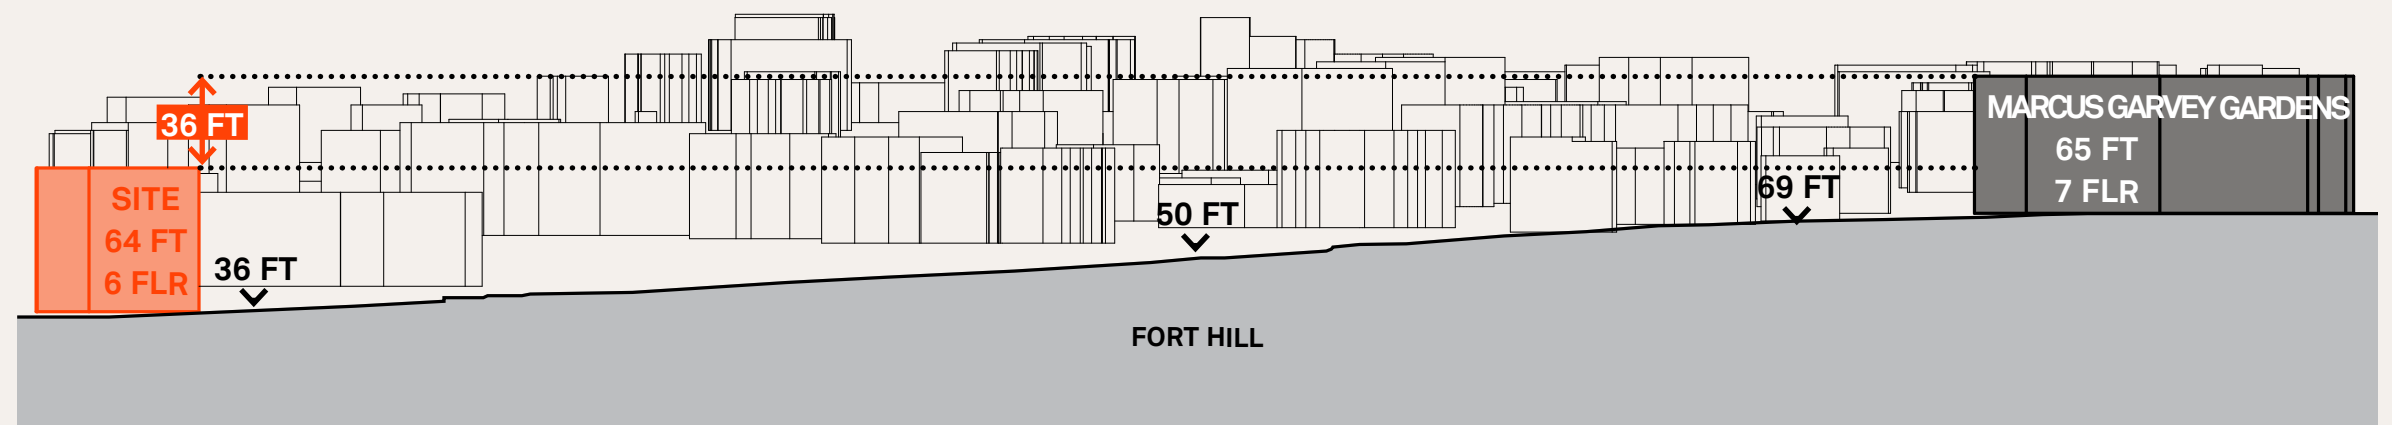 36 FT
SITE
64 FT
6 FLR
36 FT
50 FT
69 FT
MARCUS GARVEY GARDENS
65 FT
7 FLR
FORT HILL